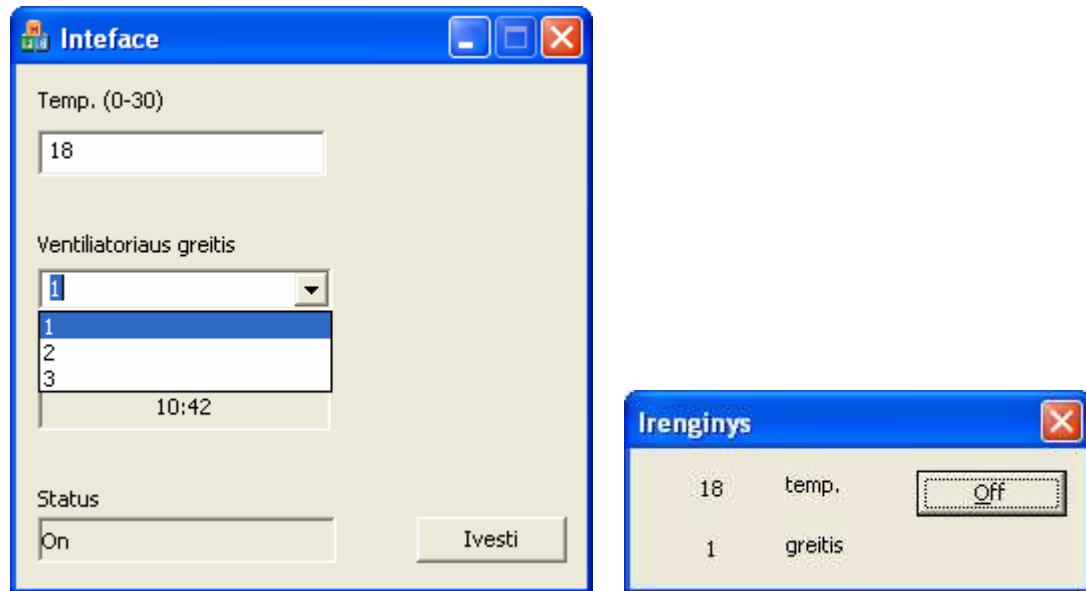 Inteface
Temp. (0-30)
18
Ventiliatoriaus greitis
1
1
2
3
10:42
Status
On
Ivesti
Irenginys
18 temp.
Off
1 greitis